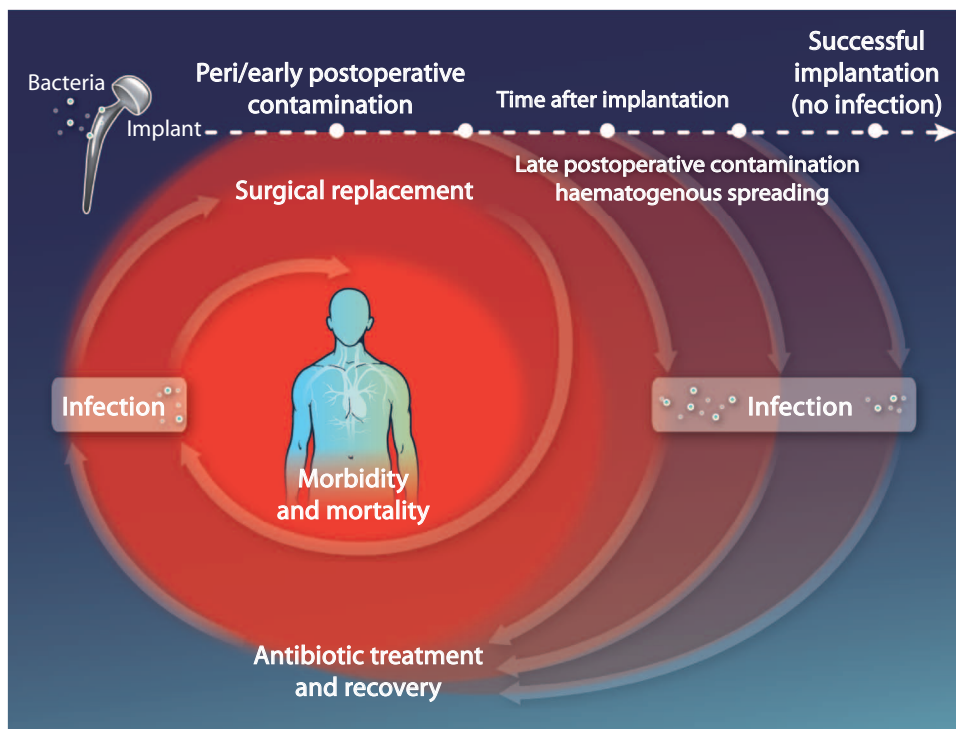 Successful
implantation
(no infection)
Peri/early postoperative
contamination
Time after implantation
Bacteria
Implant
Late postoperative contamination
haematogenous spreading
Surgical replacement
Infection
Infection
Morbidity
and mortality
Antibiotic treatment
and recovery